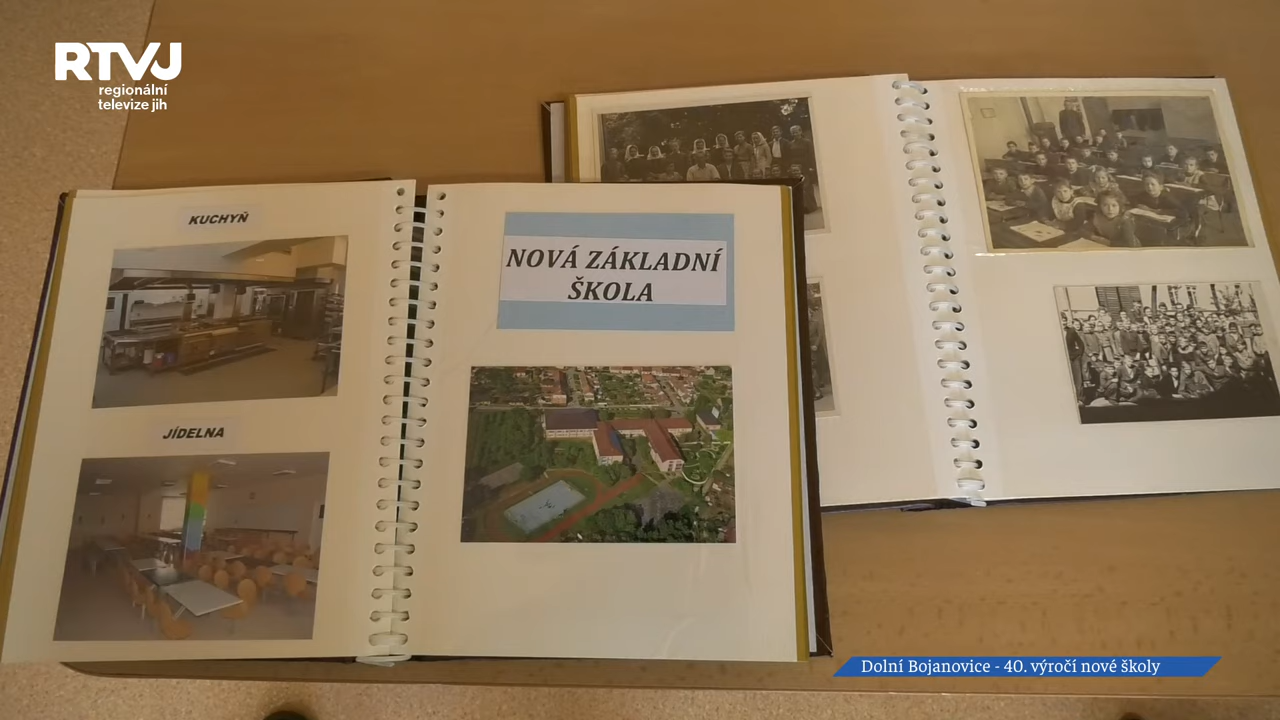 RTVJ
regionální
televize jih
KUCHYŇ
JÍDELNA
NOVÁ ZÁKLADNÍ
ŠKOLA
Dolní Bojanovice - 40. výročí nové školy